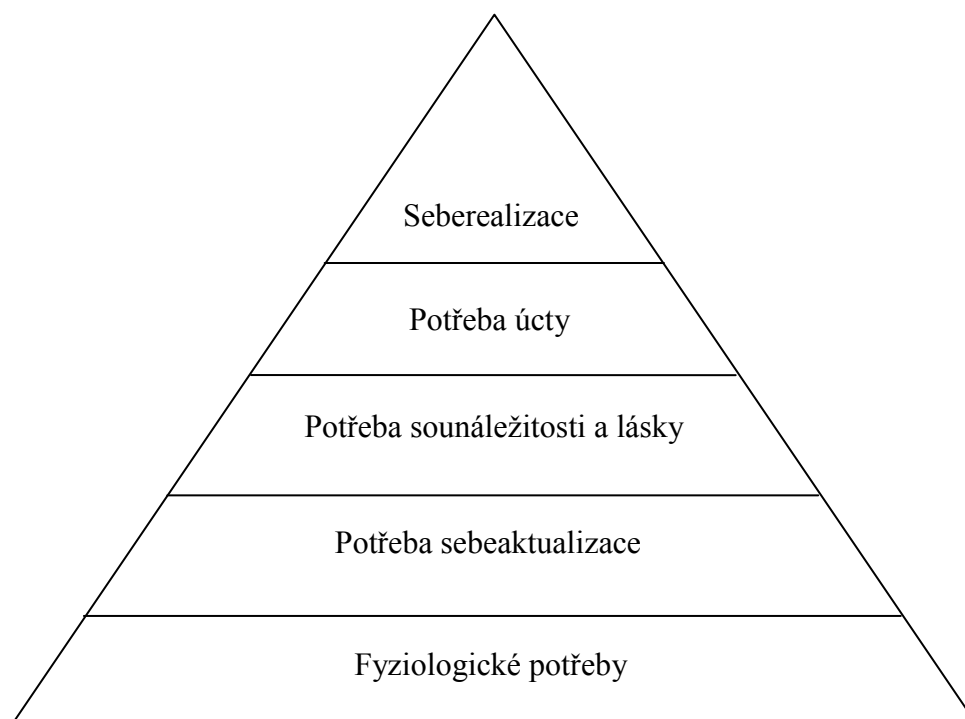 Seberealizace
Potřeba úcty
Potřeba sounáležitosti a lásky
Potřeba sebeaktualizace
Fyziologické potřeby